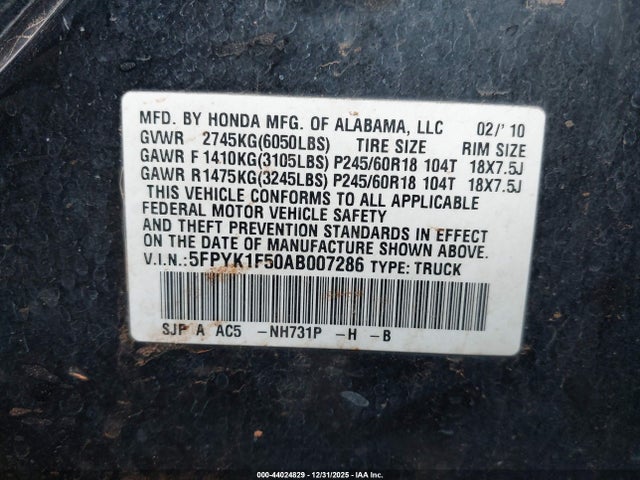 MFD. BY HONDA MFG. OF ALABAMA, LLC 02/'10
GVWR 2745KG(6050LBS) TIRE SIZE RIM SIZE
GAWR F 1410KG(3105LBS) P245/60R18 104T 18X7.5J
GAWR R1475KG(3245LBS) P245/60R18 104T 18X7.5J
THIS VEHICLE CONFORMS TO ALL APPLICABLE
FEDERAL MOTOR VEHICLE SAFETY
AND THEFT PREVENTION STANDARDS IN EFFECT ON
THE DATE OF MANUFACTURE SHOWN ABOVE.
V.I.N.:5FPYK1F50AB007286 TYPE: TRUCK
SJP A AC5 -NH731P -H -B
000-44024829 - 12/31/2025 - IAA Inc.